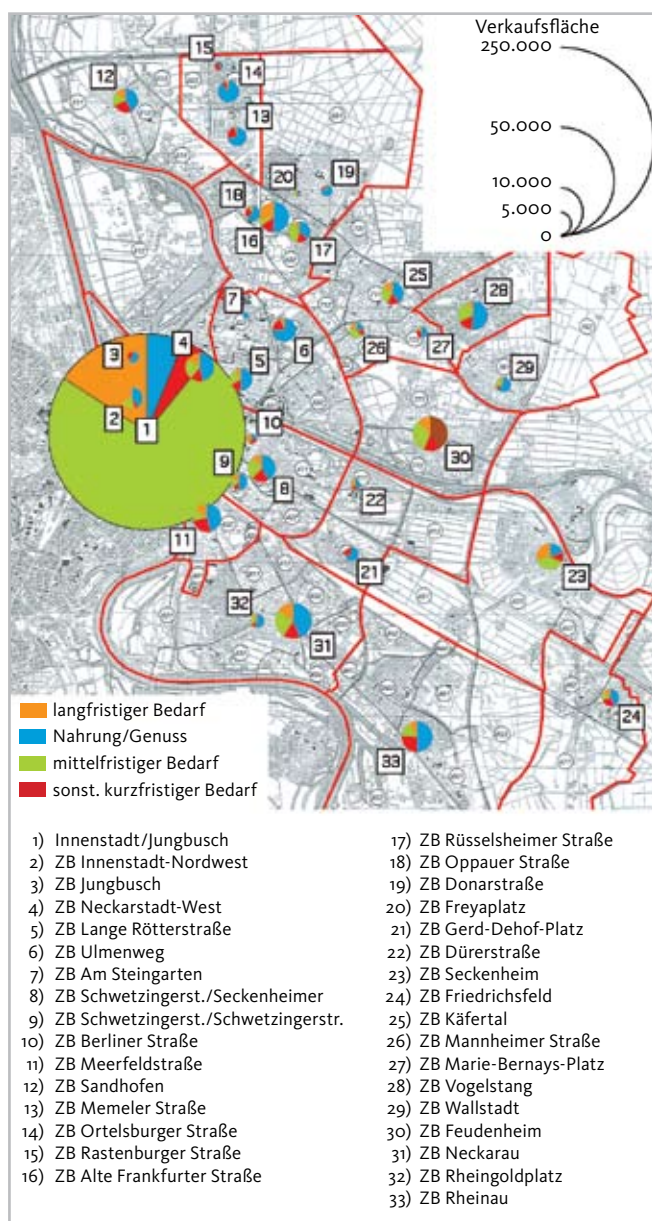 Verkaufsfläche
250.000
50.000
10.000
5.000
0
15
12
14
13
20
19
18
16
17
25
28
7
6
26
27
3
4
5
29
2
1
10
30
9
8
22
11
21
23
32
31
24
33
langfristiger Bedarf
Nahrung/Genuss
mittelfristiger Bedarf
sonst. kurzfristiger Bedarf
1) Innenstadt/Jungbusch
2) ZB Innenstadt-Nordwest
3) ZB Jungbusch
4) ZB Neckarstadt-West
5) ZB Lange Rötterstraße
6) ZB Ulmenweg
7) ZB Am Steingarten
8) ZB Schwetzingerst./Seckenheimer
9) ZB Schwetzingerst./Schwetzingerstr.
10) ZB Berliner Straße
11) ZB Meerfeldstraße
12) ZB Sandhofen
13) ZB Memeler Straße
14) ZB Ortelsburger Straße
15) ZB Rastenburger Straße
16) ZB Alte Frankfurter Straße
17) ZB Rüsselsheimer Straße
18) ZB Oppauer Straße
19) ZB Donarstraße
20) ZB Freyaplatz
21) ZB Gerd-Dehof-Platz
22) ZB Dürerstraße
23) ZB Seckenheim
24) ZB Friedrichsfeld
25) ZB Käfertal
26) ZB Mannheimer Straße
27) ZB Marie-Bernays-Platz
28) ZB Vogelstang
29) ZB Wallstadt
30) ZB Feudenheim
31) ZB Neckarau
32) ZB Rheingoldplatz
33) ZB Rheinau